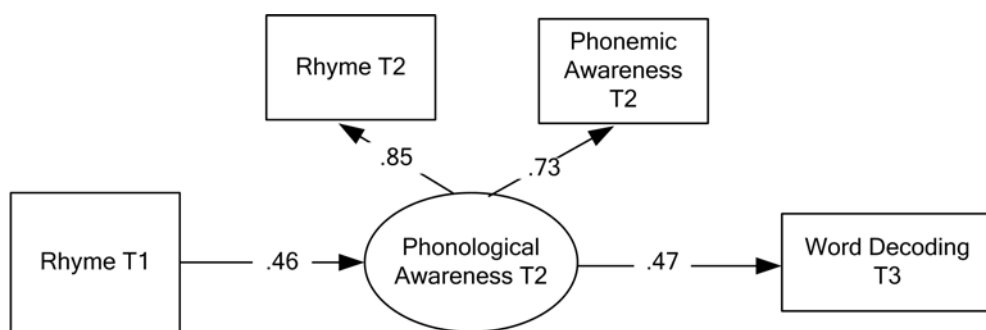 Rhyme T2
Phonemic
Awareness
T2
.85
.73
Rhyme T1
.46
Phonological
Awareness T2
.47
Word Decoding
T3